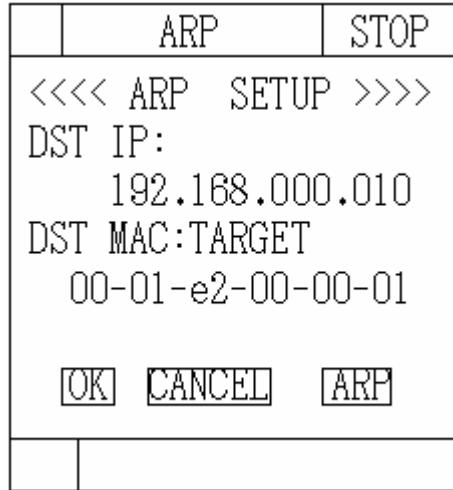 ARP STOP
<<<< ARP SETUP >>>>
DST IP:
192.168.000.010
DST MAC:TARGET
00-01-e2-00-00-01
OK CANCEL ARP